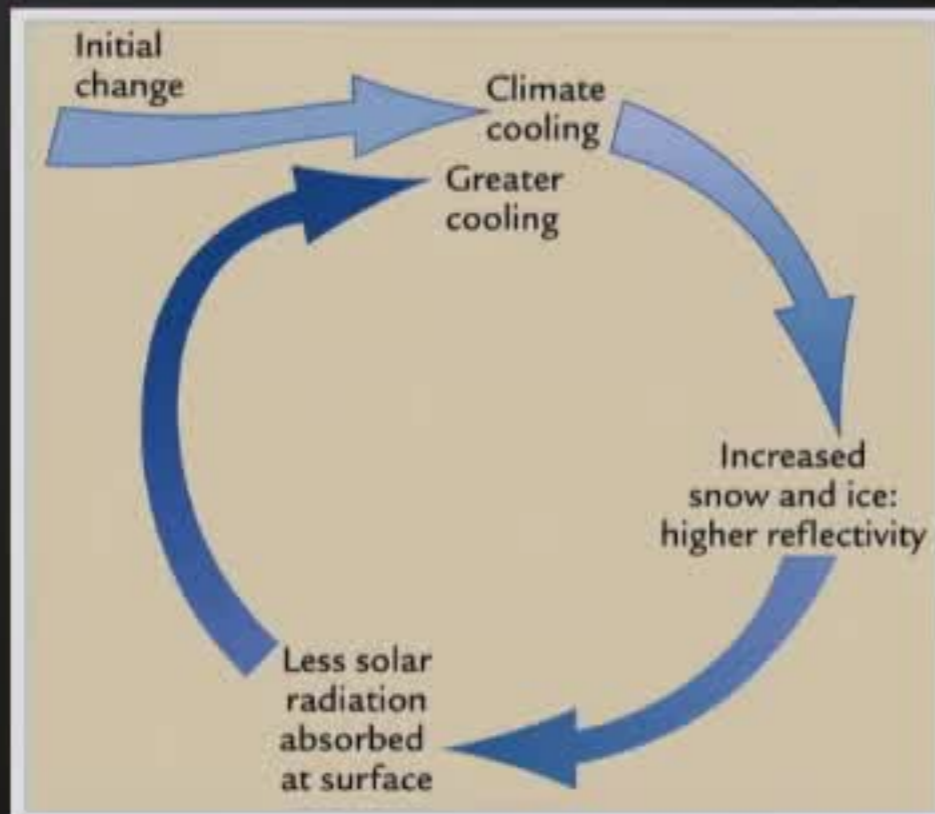 Initial
change
Climate
cooling
Greater
cooling
Increased
snow and ice:
higher reflectivity
Less solar
radiation
absorbed
at surface